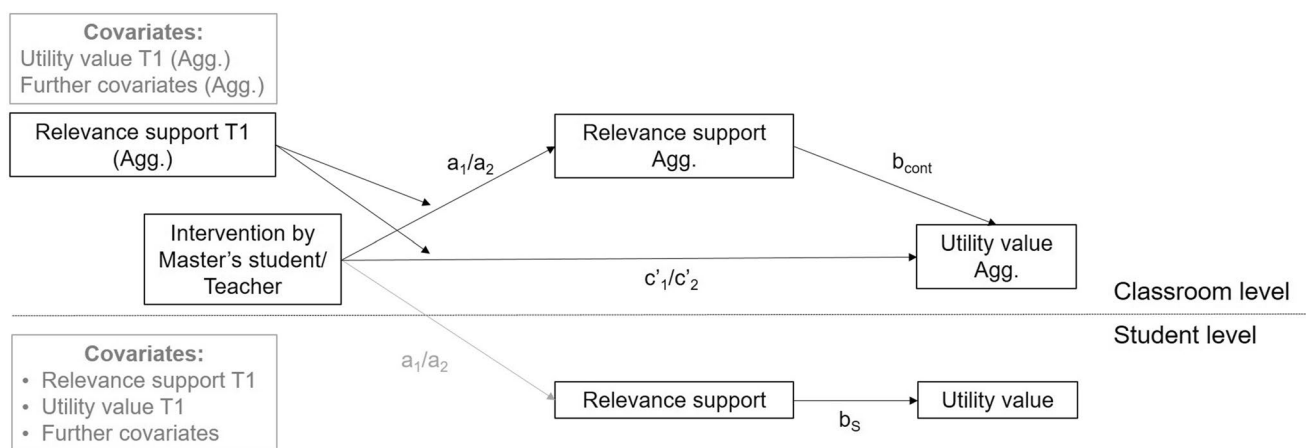 Covariates:
Utility value T1 (Agg.)
Further covariates (Agg.)
Relevance support T1
(Agg.)
a₁/a₂
Relevance support
Agg.
b_cont
Intervention by
Master's student/
Teacher
c'₁/c'₂
Utility value
Agg.
Classroom level
Student level
Covariates:
• Relevance support T1
• Utility value T1
• Further covariates
a₁/a₂
Relevance support
b_S
Utility value